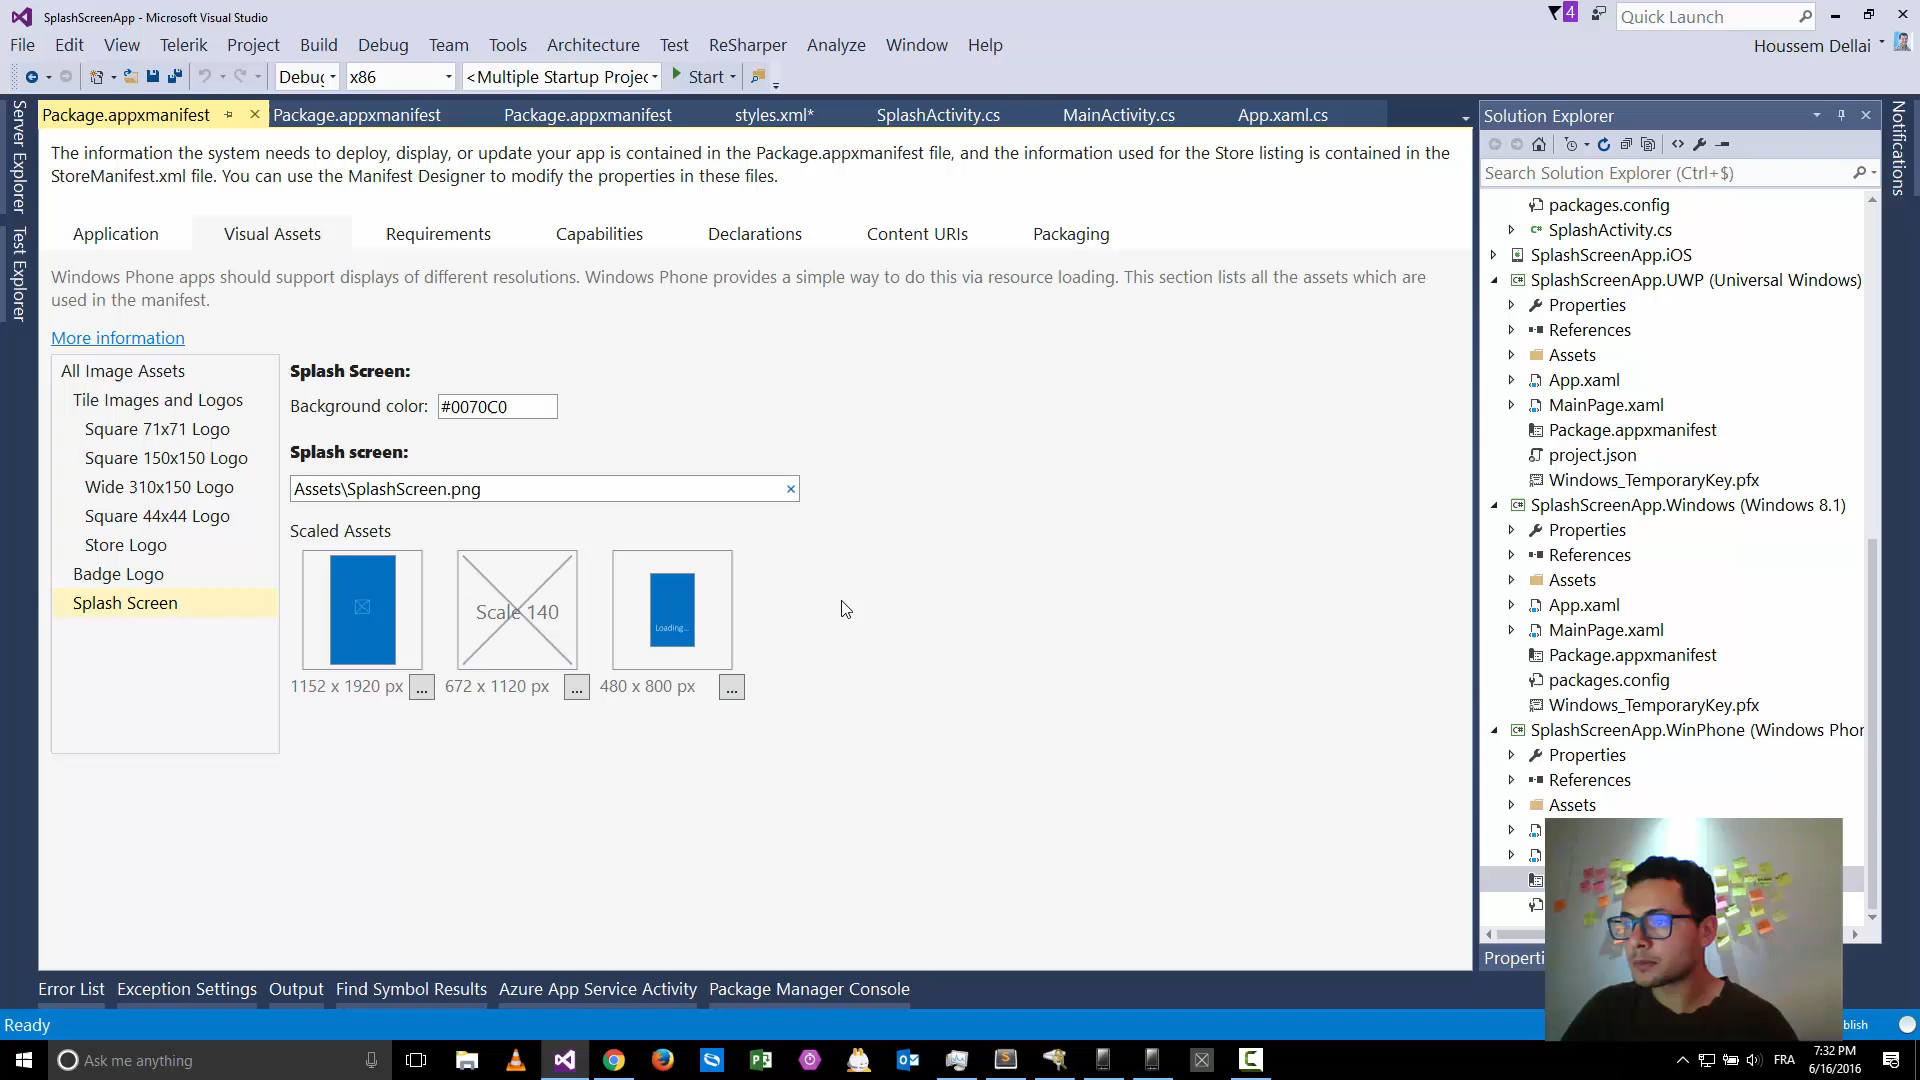 SplashScreenApp - Microsoft Visual Studio
4
Quick Launch
File Edit View Telerik Project Build Debug Team Tools Architecture Test ReSharper Analyze Window Help
Houssem Dellai
Debug x86 <Multiple Startup Projec Start
Server Explorer
Test Explorer
Package.appxmanifest Package.appxmanifest Package.appxmanifest styles.xml* SplashActivity.cs MainActivity.cs App.xaml.cs
The information the system needs to deploy, display, or update your app is contained in the Package.appxmanifest file, and the information used for the Store listing is contained in the
StoreManifest.xml file. You can use the Manifest Designer to modify the properties in these files.
Application Visual Assets Requirements Capabilities Declarations Content URIs Packaging
Windows Phone apps should support displays of different resolutions. Windows Phone provides a simple way to do this via resource loading. This section lists all the assets which are
used in the manifest.
More information
All Image Assets
Tile Images and Logos
Square 71x71 Logo
Square 150x150 Logo
Wide 310x150 Logo
Square 44x44 Logo
Store Logo
Badge Logo
Splash Screen
Splash Screen:
Background color: #0070C0
Splash screen:
Assets\SplashScreen.png
Scaled Assets
Scale 140
Loading...
1152 x 1920 px ... 672 x 1120 px ... 480 x 800 px ...
Solution Explorer
Search Solution Explorer (Ctrl+$)
packages.config
SplashActivity.cs
SplashScreenApp.iOS
SplashScreenApp.UWP (Universal Windows)
Properties
References
Assets
App.xaml
MainPage.xaml
Package.appxmanifest
project.json
Windows_TemporaryKey.pfx
SplashScreenApp.Windows (Windows 8.1)
Properties
References
Assets
App.xaml
MainPage.xaml
Package.appxmanifest
packages.config
Windows_TemporaryKey.pfx
SplashScreenApp.WinPhone (Windows Phor
Properties
References
Assets
Properti
Notifications
Error List Exception Settings Output Find Symbol Results Azure App Service Activity Package Manager Console
Ready
blish
Ask me anything
FRA
7:32 PM
6/16/2016